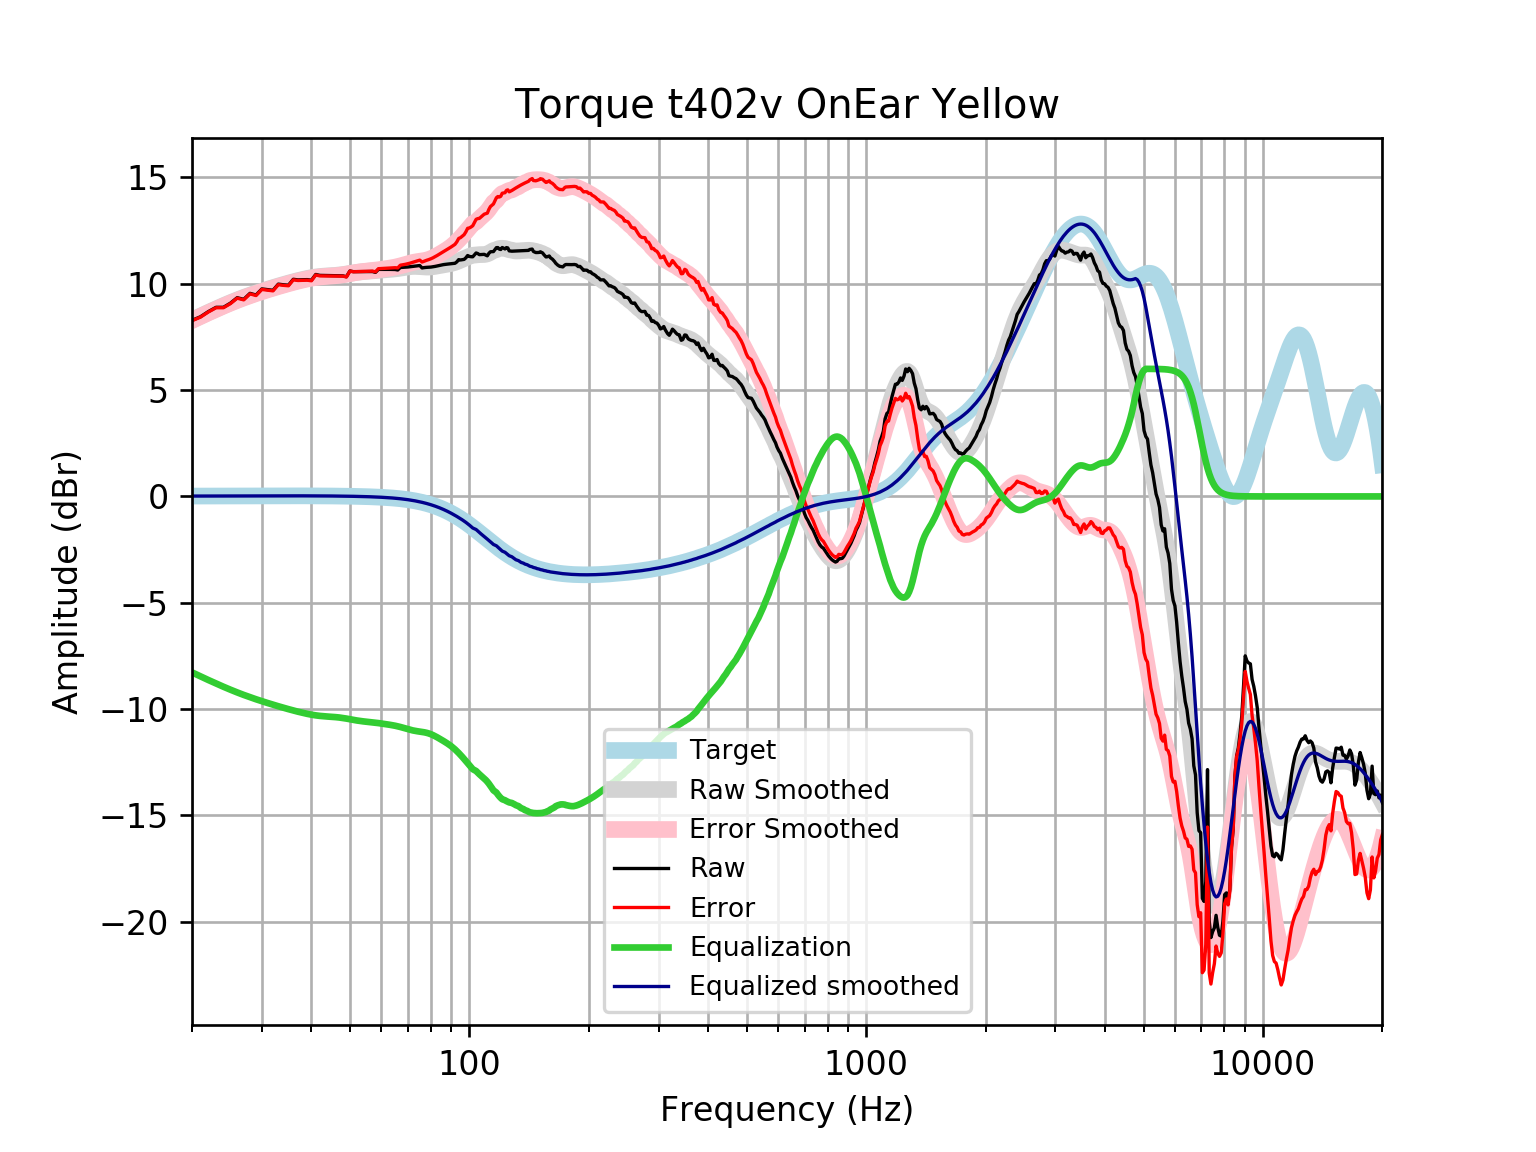 Torque t402v OnEar Yellow
15
10
5
0
−5
−10
−15
−20
Amplitude (dBr)
Target
Raw Smoothed
Error Smoothed
Raw
Error
Equalization
Equalized smoothed
100
1000
10000
Frequency (Hz)